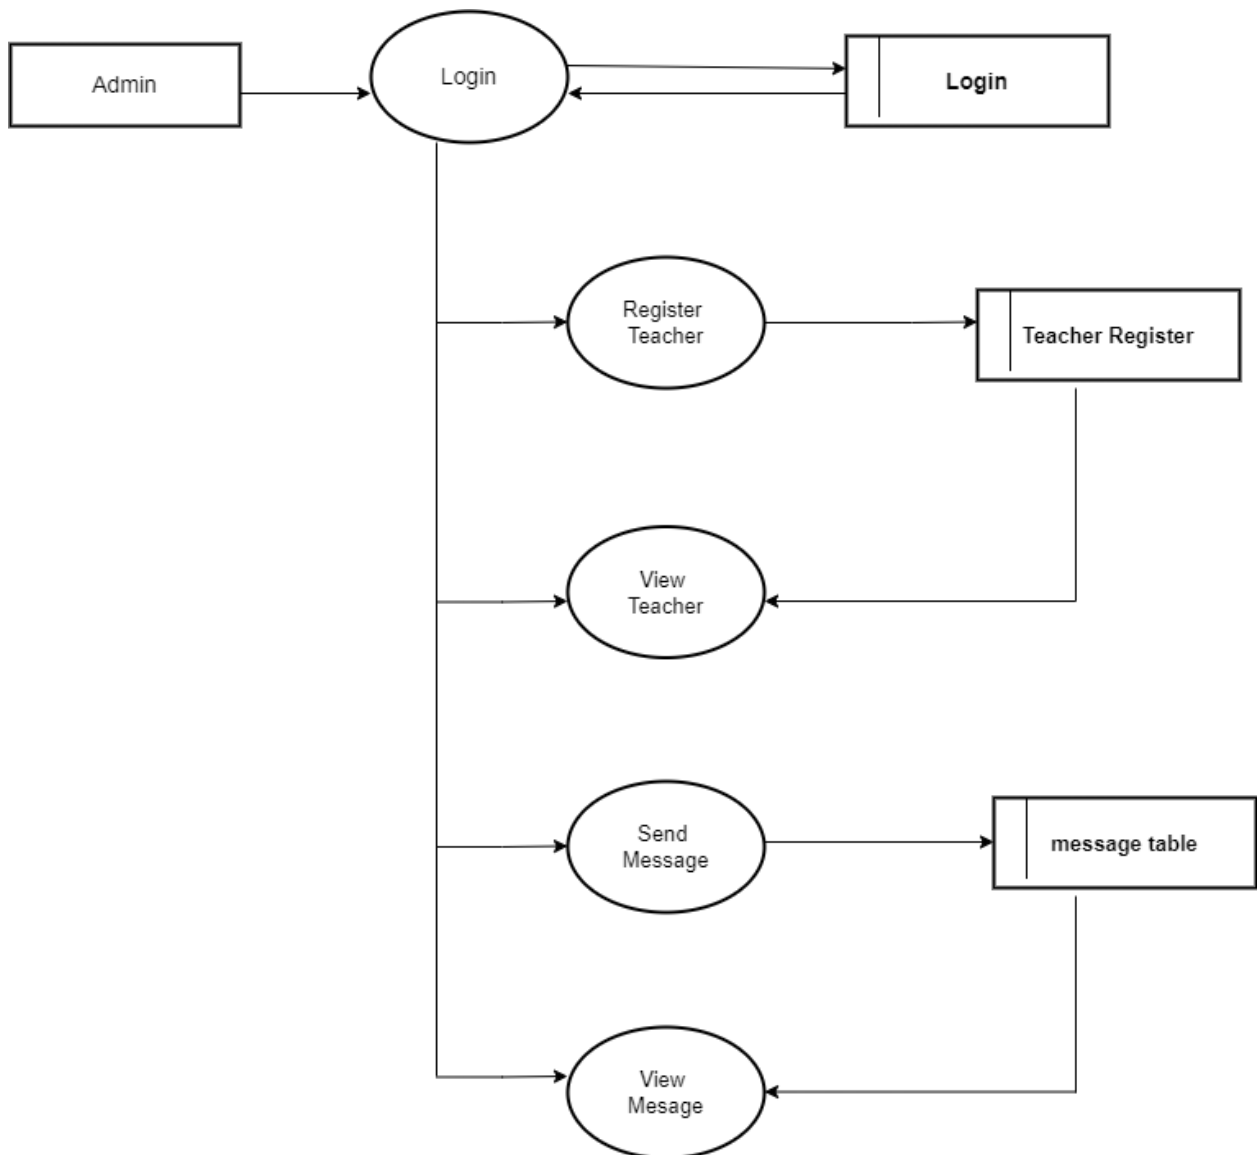 Admin
Login
Login
Register
Teacher
Teacher Register
View
Teacher
Send
Message
message table
View
Mesage